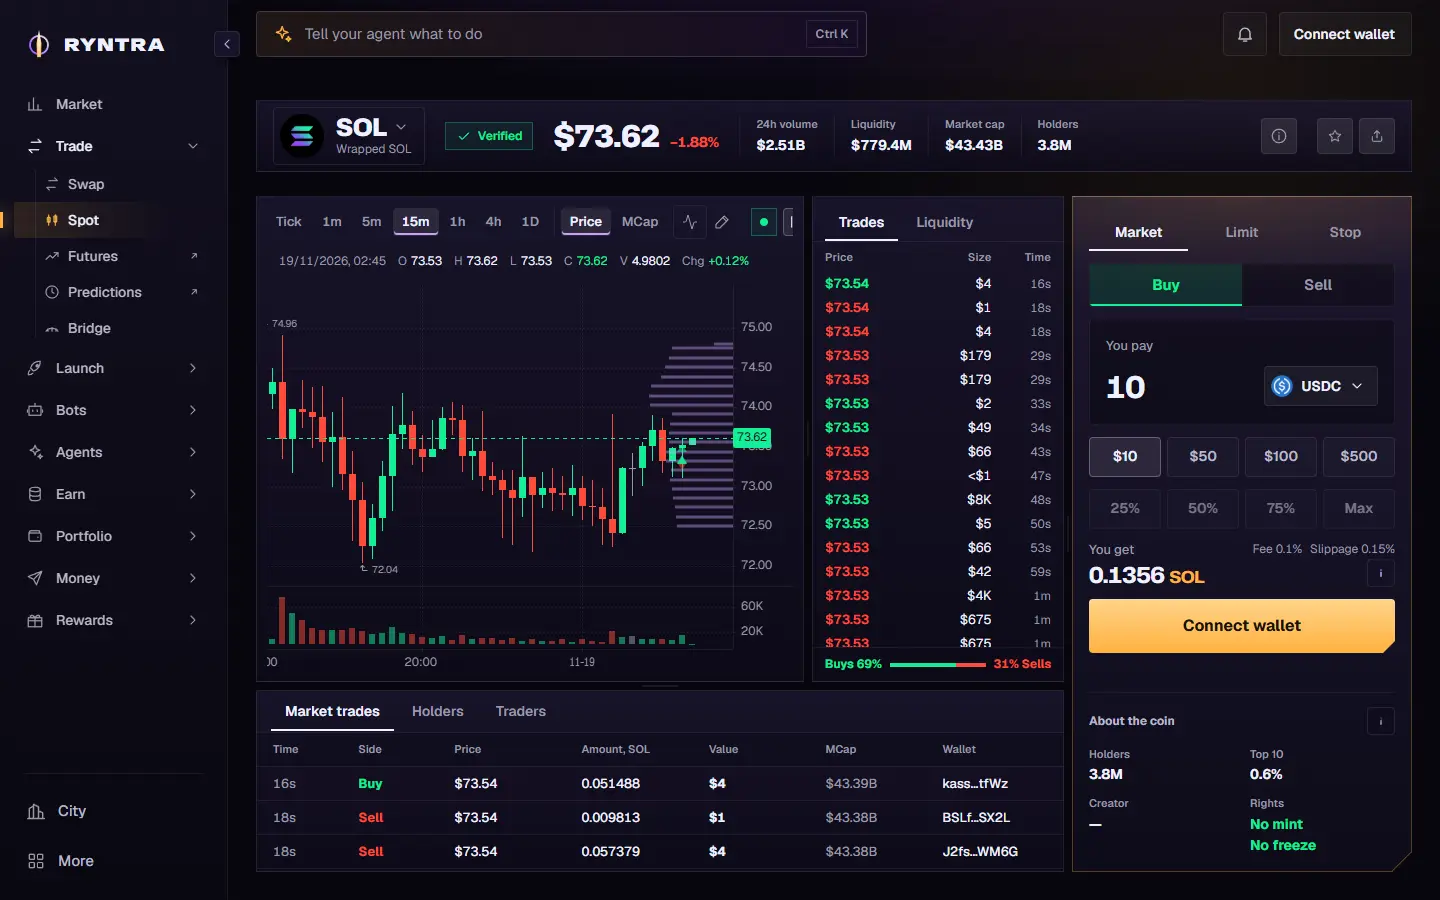 RYNTRA
Tell your agent what to do
Ctrl K
Connect wallet
Market
Trade
Swap
Spot
Futures
Predictions
Bridge
Launch
Bots
Agents
Earn
Portfolio
Money
Rewards
City
More
SOL
Wrapped SOL
Verified
$73.62 -1.88%
24h volume
$2.51B
Liquidity
$779.4M
Market cap
$43.43B
Holders
3.8M
Tick 1m 5m 15m 1h 4h 1D Price MCap
19/11/2026, 02:45 O 73.53 H 73.62 L 73.53 C 73.62 V 4.9802 Chg +0.12%
74.96
75.00
74.50
74.00
73.62
73.00
72.50
72.04
72.00
60K
20K
20:00 11-19
Trades Liquidity
Price Size Time
$73.54 $4 16s
$73.54 $1 18s
$73.54 $4 18s
$73.53 $179 29s
$73.53 $179 29s
$73.53 $2 33s
$73.53 $49 34s
$73.53 $66 43s
$73.53 <$1 47s
$73.53 $8K 48s
$73.53 $5 50s
$73.53 $66 53s
$73.53 $42 59s
$73.53 $4K 1m
$73.53 $675 1m
$73.53 $675 1m
Buys 69% 31% Sells
Market Limit Stop
Buy Sell
You pay
10 USDC
$10 $50 $100 $500
25% 50% 75% Max
You get Fee 0.1% Slippage 0.15%
0.1356 SOL
Connect wallet
About the coin
Holders Top 10
3.8M 0.6%
Creator Rights
— No mint
No freeze
Market trades Holders Traders
Time Side Price Amount, SOL Value MCap Wallet
16s Buy $73.54 0.051488 $4 $43.39B kass...tfWz
18s Sell $73.54 0.009813 $1 $43.38B BSLf...SX2L
18s Sell $73.54 0.057379 $4 $43.38B J2fs...WM6G